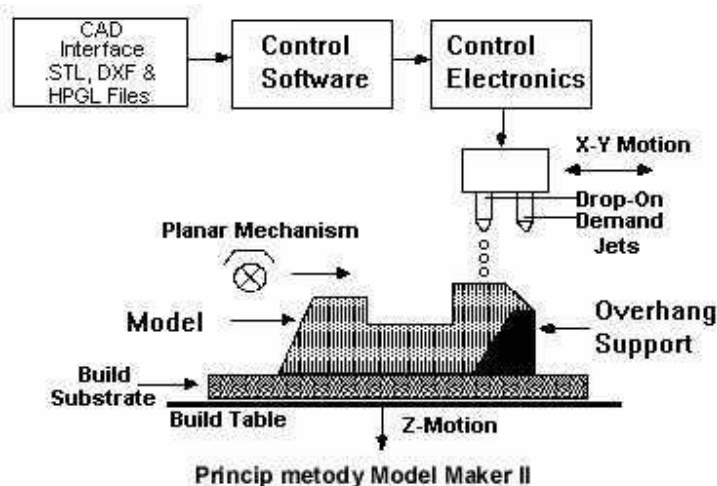 CAD
Interface
.STL, DXF &
HPGL Files
Control
Software
Control
Electronics
X-Y Motion
Drop-On
Demand
Jets
Planar Mechanism
Model
Overhang
Support
Build
Substrate
Build Table
Z-Motion
Princip metody Model Maker II